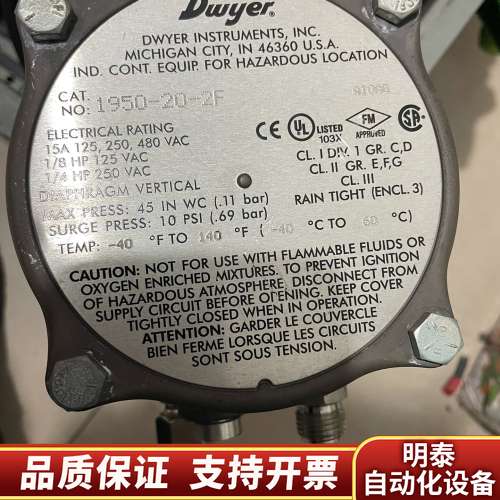 Dwyer
DWYER INSTRUMENTS, INC.
MICHIGAN CITY, IN 46360 U.S.A.
IND. CONT. EQUIP. FOR HAZARDOUS LOCATION
CAT.
NO: 1950-20-2F
ELECTRICAL RATING
15A 125, 250, 480 VAC
1/8 HP 125 VAC
1/4 HP 250 VAC
DIAPHRAGM VERTICAL
MAX PRESS: 45 IN WC (.11 bar)
SURGE PRESS: 10 PSI (.69 bar)
TEMP: -40 °F TO 140 °F ( -40 °C TO 60 °C)
CE UL LISTED 103X FM APPROVED SA
CL. I DIV. 1 GR. C,D
CL. II GR. E,F,G
CL. III
RAIN TIGHT (ENCL. 3)
CAUTION: NOT FOR USE WITH FLAMMABLE FLUIDS OR
OXYGEN ENRICHED MIXTURES. TO PREVENT IGNITION
OF HAZARDOUS ATMOSPHERE, DISCONNECT FROM
SUPPLY CIRCUIT BEFORE OPENING, KEEP COVER
TIGHTLY CLOSED WHEN IN OPERATION.
ATTENTION: GARDER LE COUVERCLE
BIEN FERME LORSQUE LES CIRCUITS
SONT SOUS TENSION.
品质保证 支持开票
明泰
自动化设备